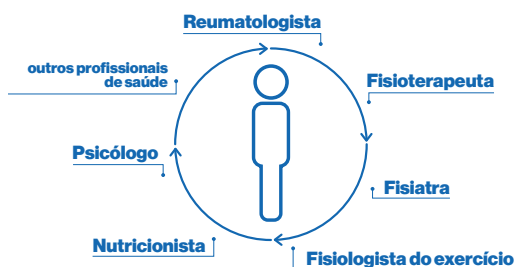 Reumatologista
outros profissionais
de saúde
Fisioterapeuta
Psicólogo
Fisiatra
Nutricionista
Fisiologista do exercício